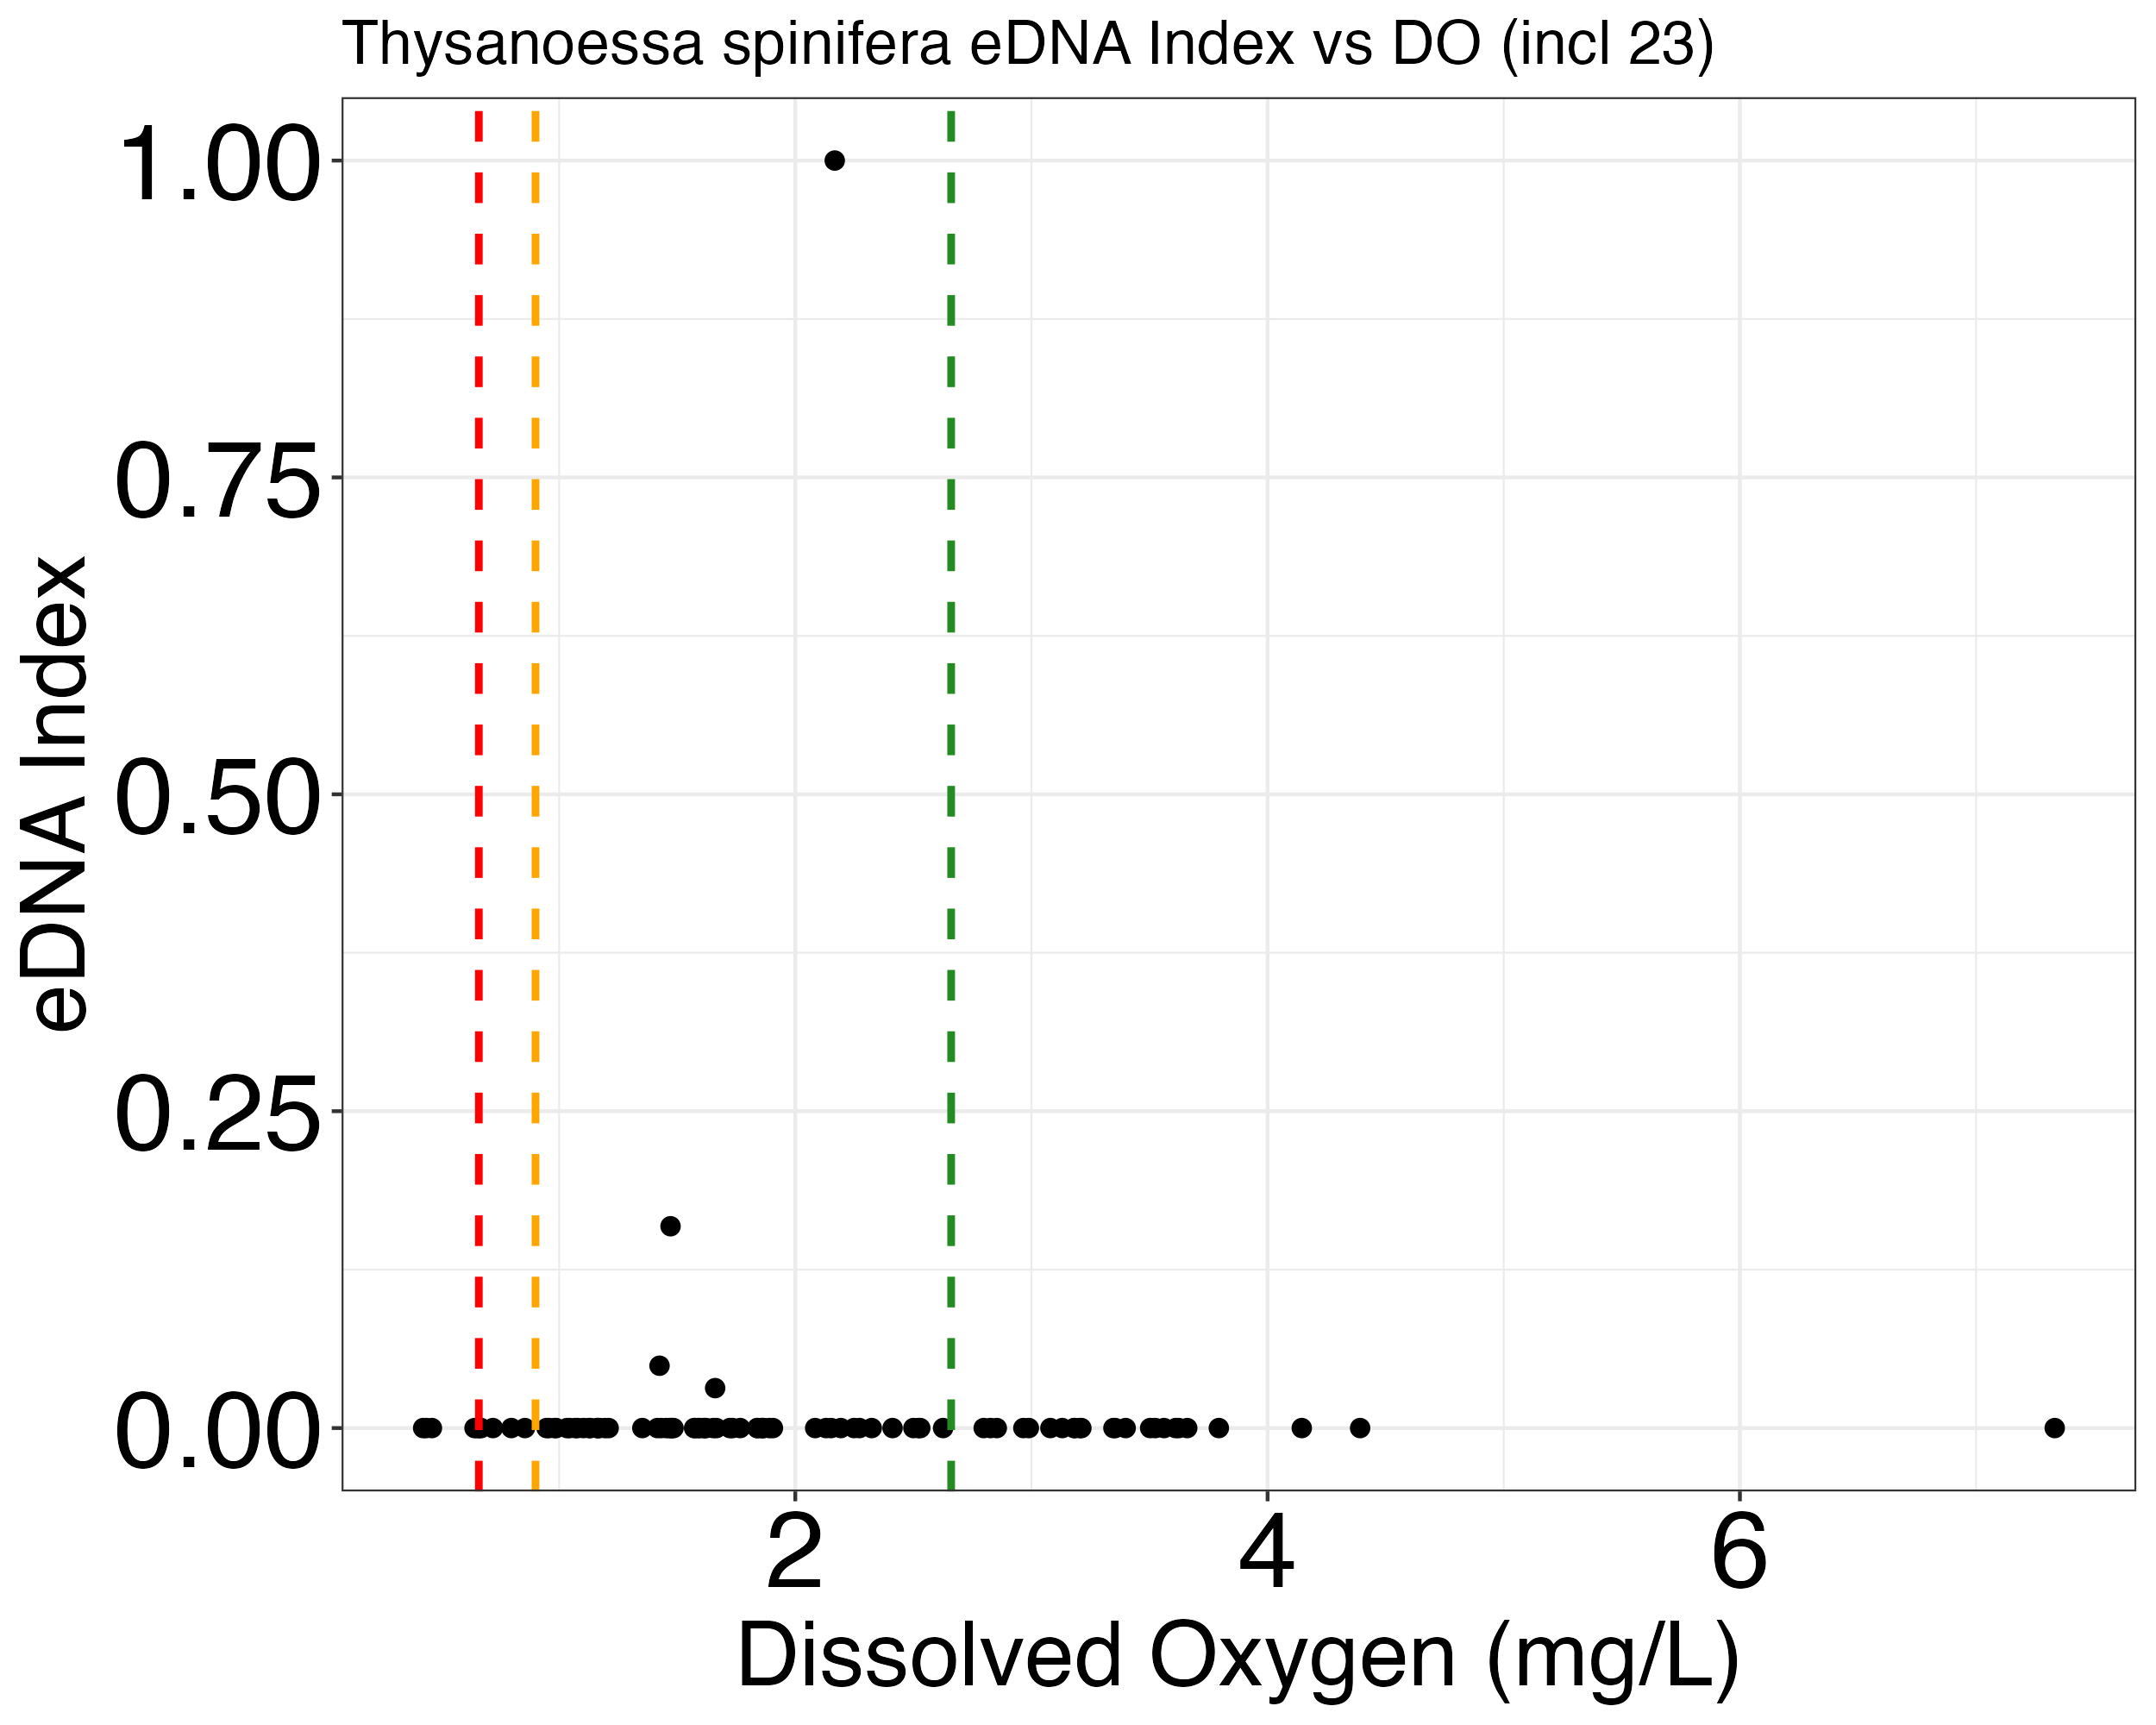 Thysanoessa spinifera eDNA Index vs DO (incl 23)
eDNA Index
1.00
0.75
0.50
0.25
0.00
2
4
6
Dissolved Oxygen (mg/L)